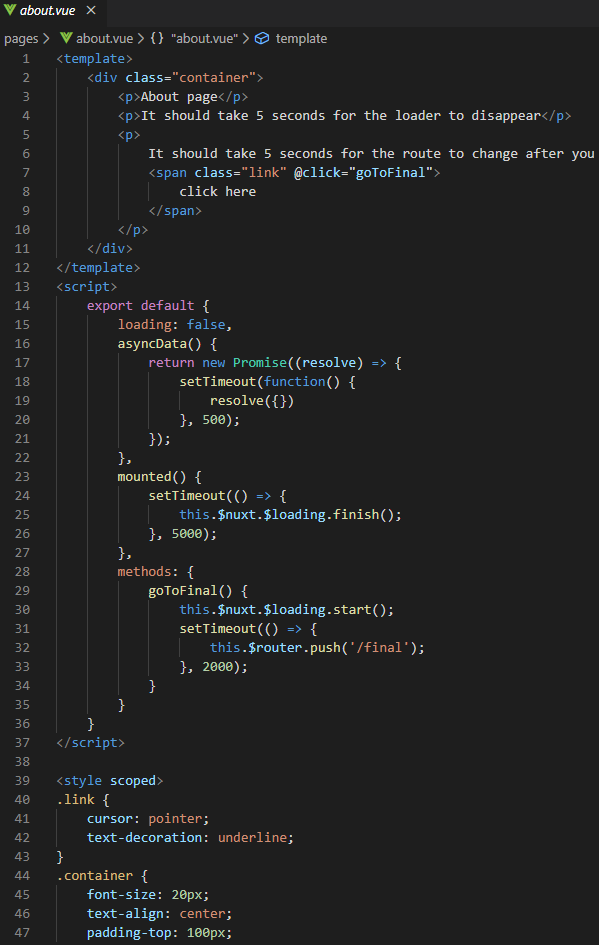 about.vue ×
pages > about.vue > {} "about.vue" > template
1 <template>
2     <div class="container">
3         <p>About page</p>
4         <p>It should take 5 seconds for the loader to disappear</p>
5         <p>
6             It should take 5 seconds for the route to change after you
7             <span class="link" @click="goToFinal">
8                 click here
9             </span>
10         </p>
11     </div>
12 </template>
13 <script>
14     export default {
15         loading: false,
16         asyncData() {
17             return new Promise((resolve) => {
18                 setTimeout(function() {
19                     resolve({})
20                 }, 500);
21             });
22         },
23         mounted() {
24             setTimeout(() => {
25                 this.$nuxt.$loading.finish();
26             }, 5000);
27         },
28         methods: {
29             goToFinal() {
30                 this.$nuxt.$loading.start();
31                 setTimeout(() => {
32                     this.$router.push('/final');
33                 }, 2000);
34             }
35         }
36     }
37 </script>
38
39 <style scoped>
40 .link {
41     cursor: pointer;
42     text-decoration: underline;
43 }
44 .container {
45     font-size: 20px;
46     text-align: center;
47     padding-top: 100px;